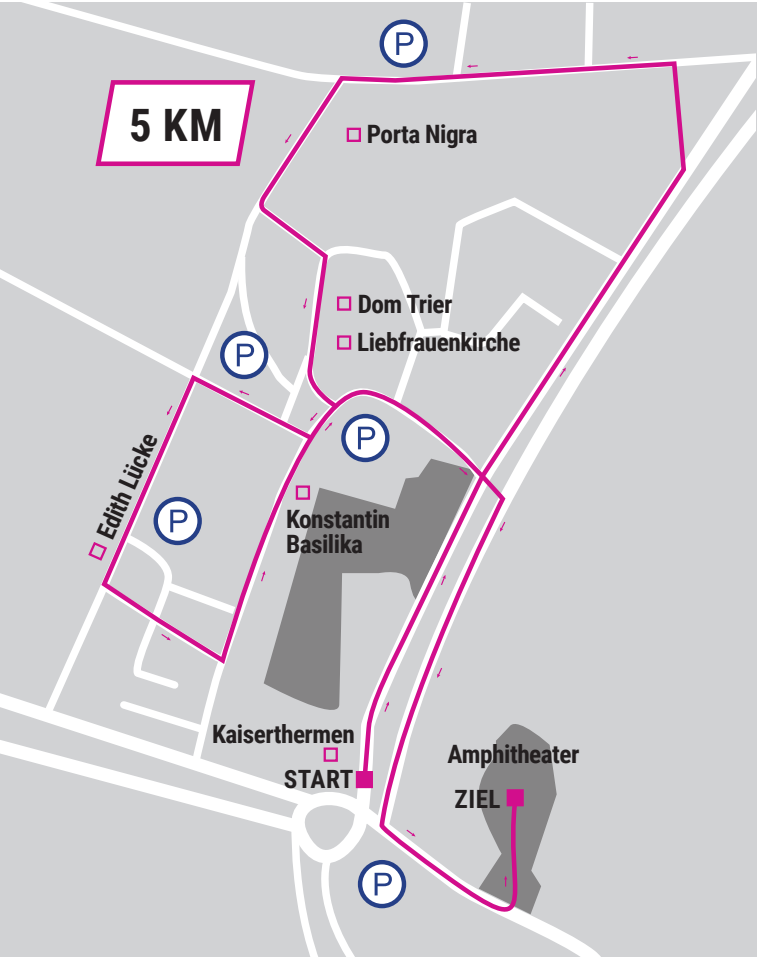 P
5 KM
Porta Nigra
Dom Trier
Liebfrauenkirche
P
P
Edith Lücke
P
Konstantin
Basilika
Kaiserthermen
START
Amphitheater
ZIEL
P